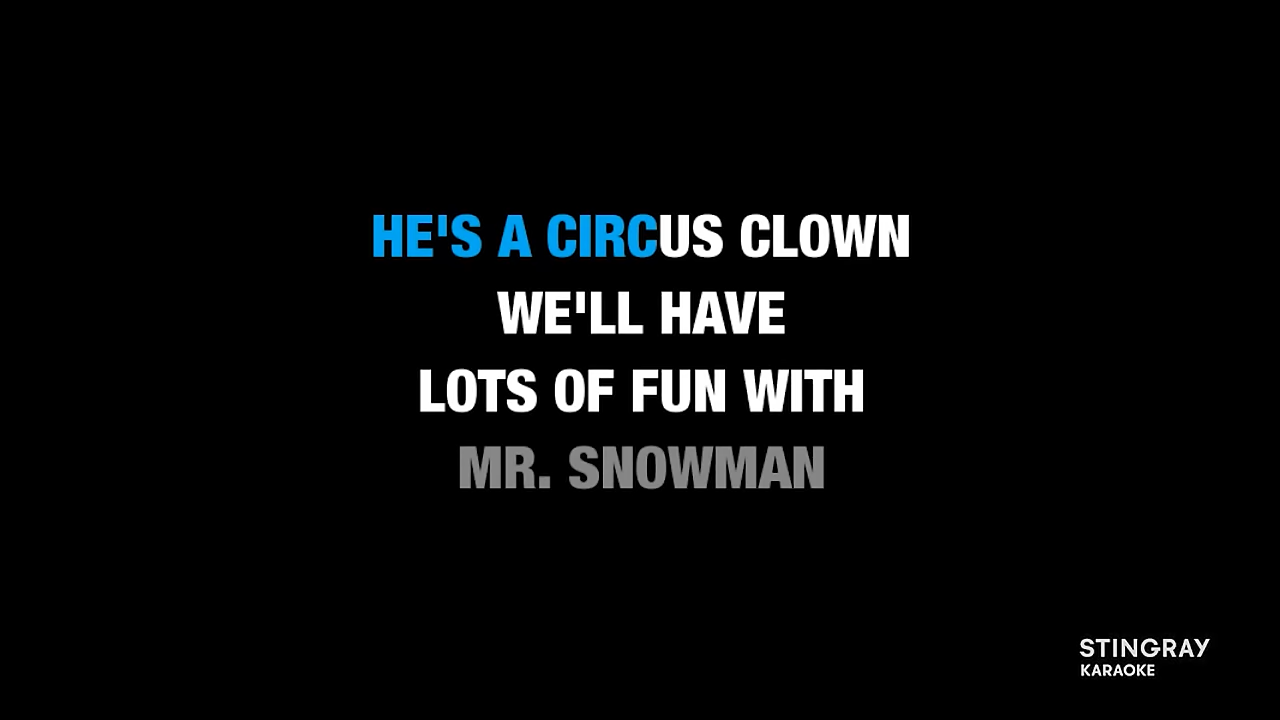 HE'S A CIRCUS CLOWN
WE'LL HAVE
LOTS OF FUN WITH
MR. SNOWMAN
STINGRAY
KARAOKE